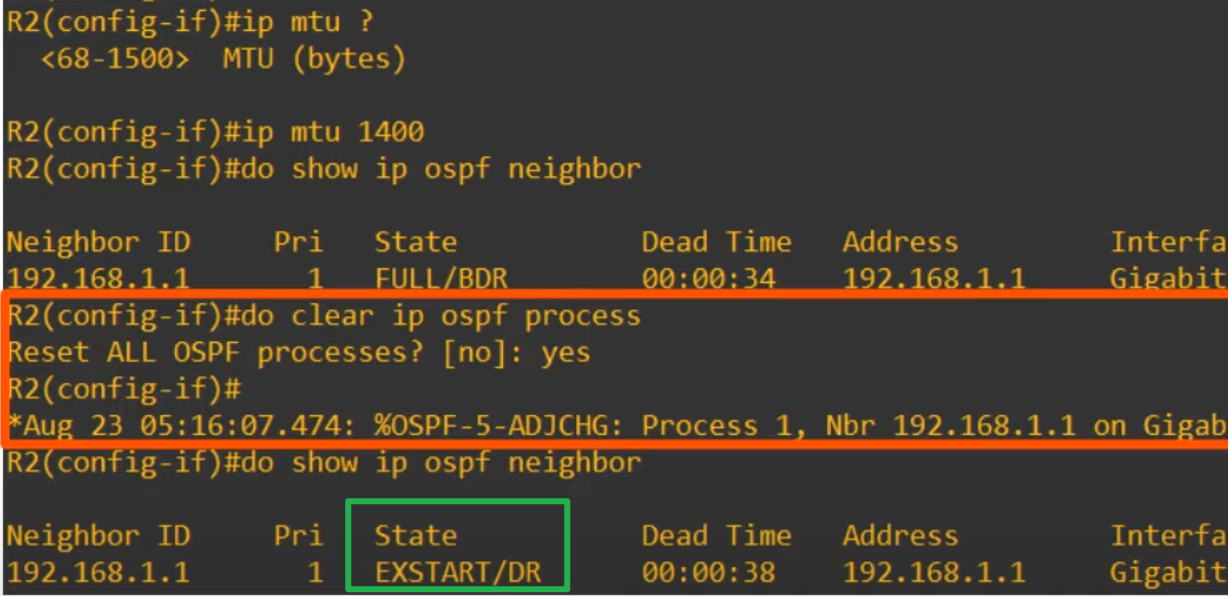 R2(config-if)#ip mtu ?
<68-1500> MTU (bytes)
R2(config-if)#ip mtu 1400
R2(config-if)#do show ip ospf neighbor
Neighbor ID Pri State Dead Time Address Interfa
192.168.1.1 1 FULL/BDR 00:00:34 192.168.1.1 Gigabit
R2(config-if)#do clear ip ospf process
Reset ALL OSPF processes? [no]: yes
R2(config-if)#
*Aug 23 05:16:07.474: %OSPF-5-ADJCHG: Process 1, Nbr 192.168.1.1 on Gigab
R2(config-if)#do show ip ospf neighbor
Neighbor ID Pri State Dead Time Address Interfa
192.168.1.1 1 EXSTART/DR 00:00:38 192.168.1.1 Gigabit